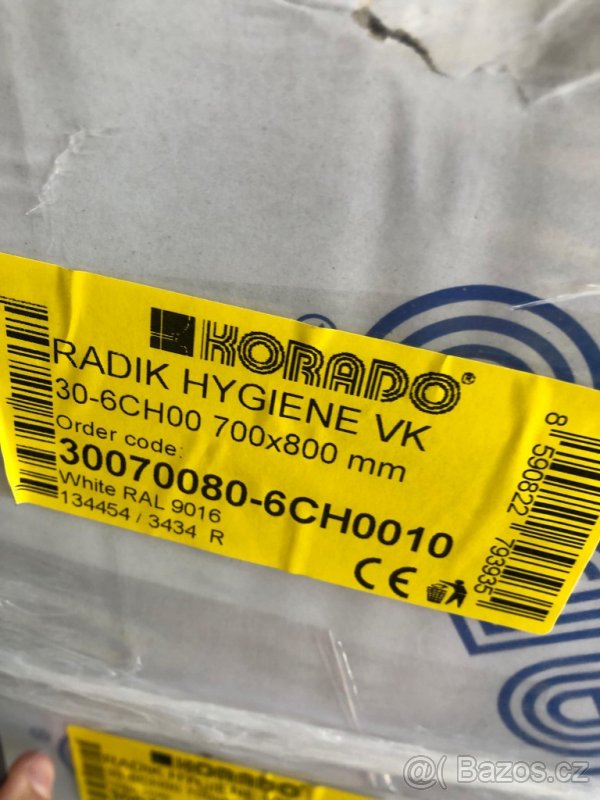 KORADO®
RADIK HYGIENE VK
30-6CH00 700x800 mm
Order code:
30070080-6CH0010
White RAL 9016
134454 / 3434 R
CE
8 590822 793935
KORADO
@( Bazos.cz